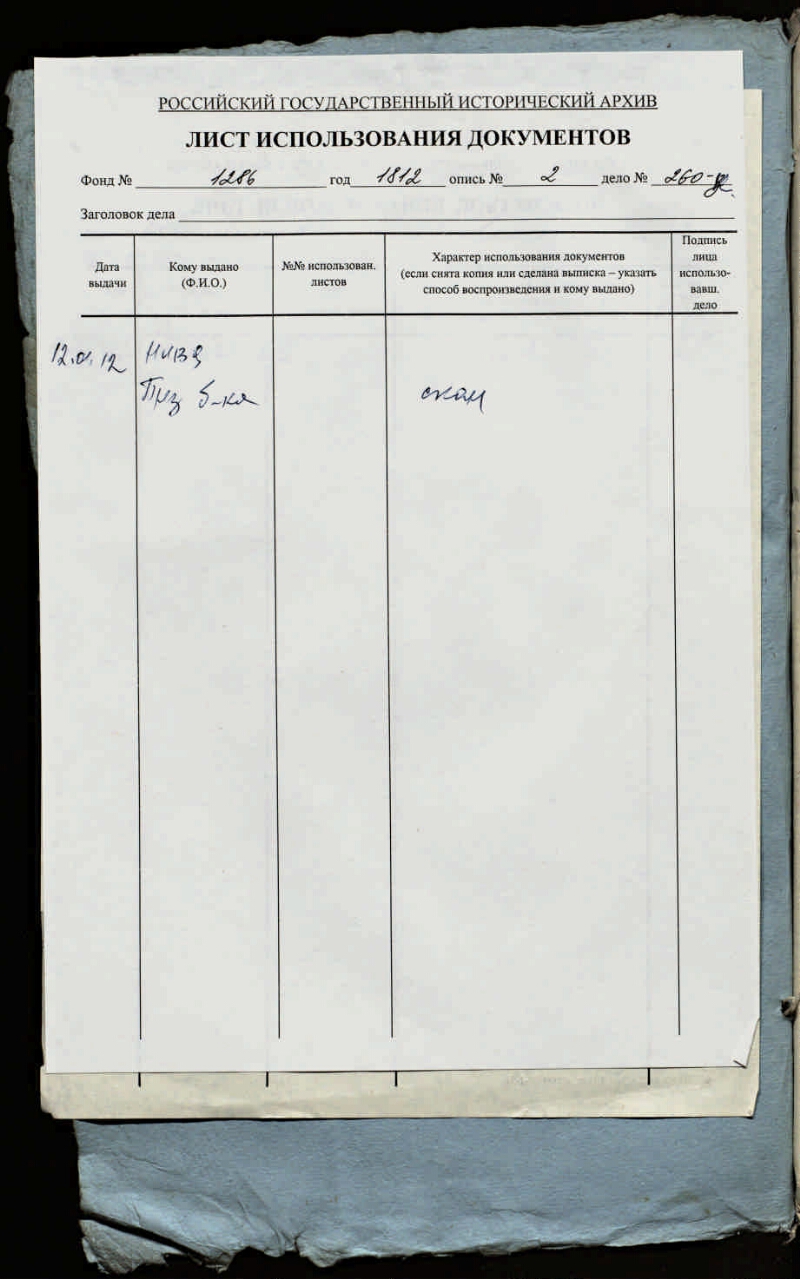 РОССИЙСКИЙ ГОСУДАРСТВЕННЫЙ ИСТОРИЧЕСКИЙ АРХИВ
ЛИСТ ИСПОЛЬЗОВАНИЯ ДОКУМЕНТОВ
Фонд № 1286 год 1812 опись № 2 дело № 260
Заголовок дела
Дата
выдачи
Кому выдано
(Ф.И.О.)
№№ использован.
листов
Характер использования документов
(если снята копия или сделана выписка – указать
способ воспроизведения и кому выдано)
Подпись
лица
использо-
вавш.
дело
12.01.12
През б-ка
скан